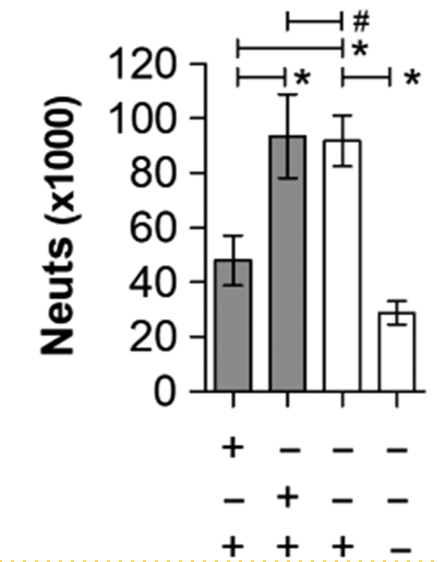 #
*
* *
120
100
80
60
40
20
0
Neuts (x1000)
+ – – –
– + – –
+ + + –